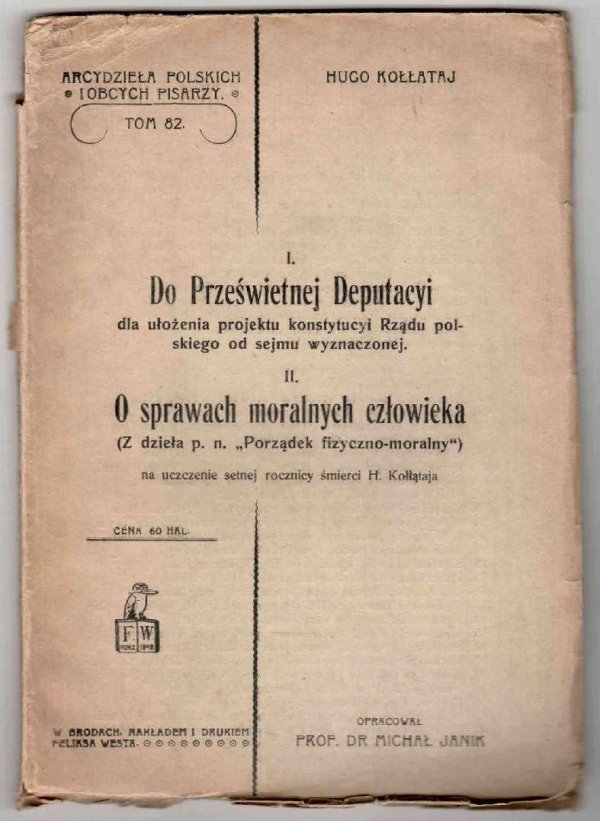 ARCYDZIEŁA POLSKICH
I OBCYCH PISARZY.
TOM 82.
HUGO KOŁŁĄTAJ
I.
Do Prześwietnej Deputacyi
dla ułożenia projektu konstytucyi Rządu pol-
skiego od sejmu wyznaczonej.
II.
O sprawach moralnych człowieka
(Z dzieła p. n. „Porządek fizyczno-moralny“)
na uczczenie setnej rocznicy śmierci H. Kołłątaja
CENA 60 HAL.
F. W
W BRODACH, NAKŁADEM I DRUKIEM
FELIKSA WESTA.
OPRACOWAŁ
PROF. DR MICHAŁ JANIK